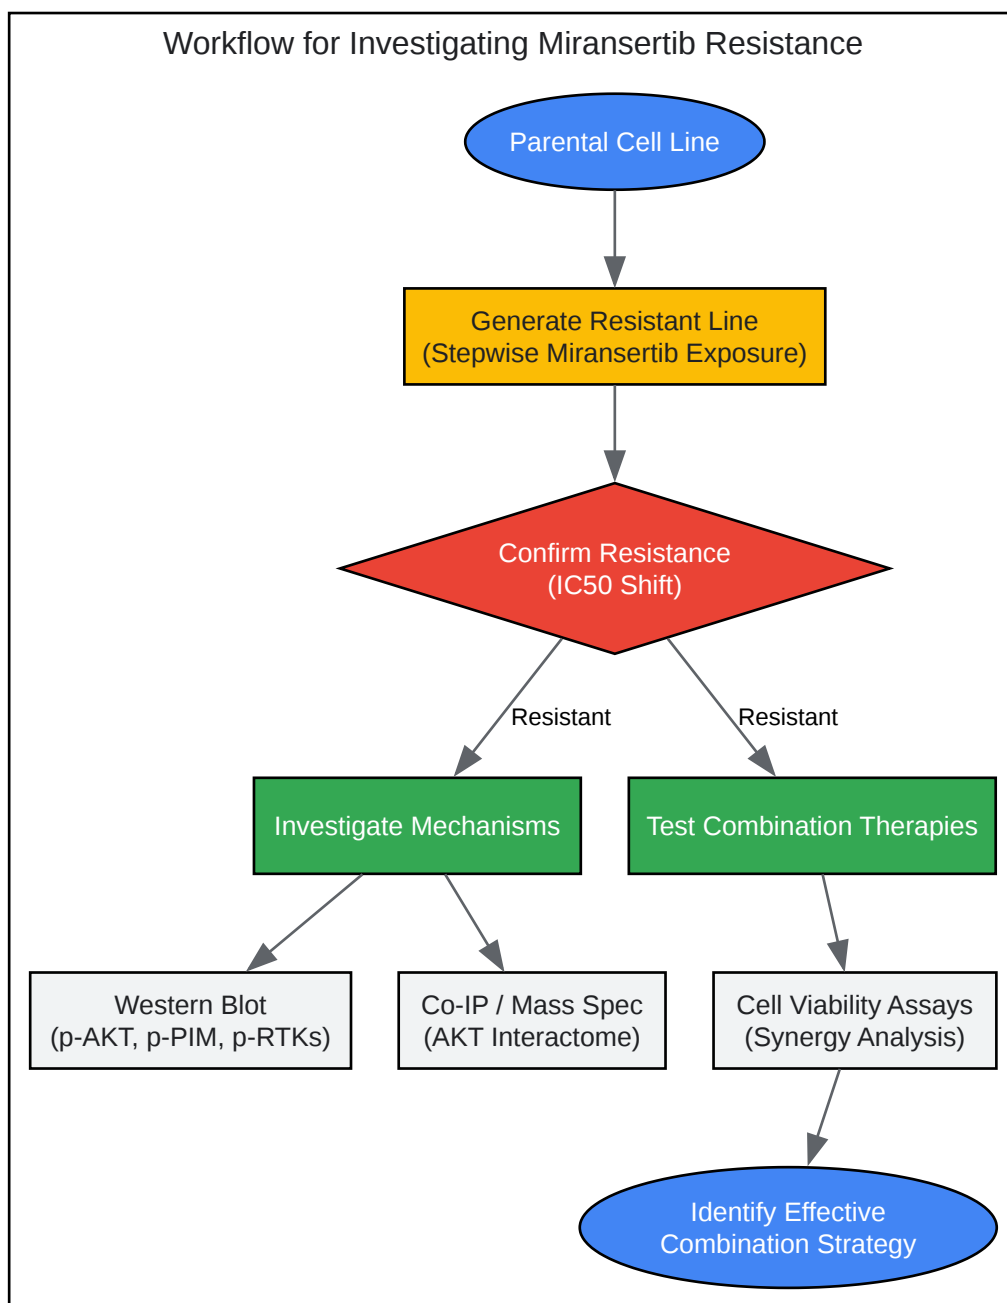 Workflow for Investigating Miransertib Resistance
Parental Cell Line
Generate Resistant Line
(Stepwise Miransertib Exposure)
Confirm Resistance
(IC50 Shift)
Resistant
Resistant
Investigate Mechanisms
Test Combination Therapies
Western Blot
(p-AKT, p-PIM, p-RTKs)
Co-IP / Mass Spec
(AKT Interactome)
Cell Viability Assays
(Synergy Analysis)
Identify Effective
Combination Strategy